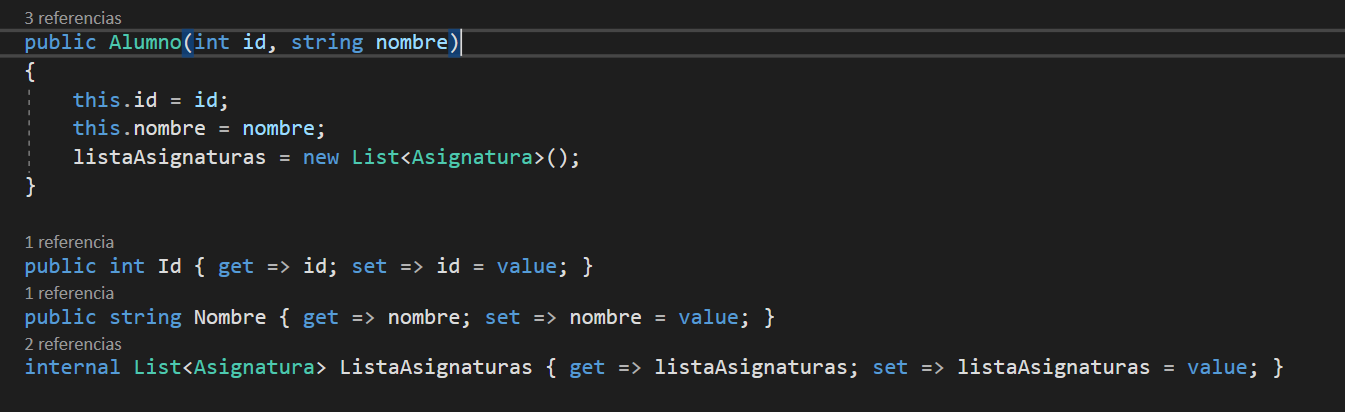 3 referencias
public Alumno(int id, string nombre)
{
this.id = id;
this.nombre = nombre;
listaAsignaturas = new List<Asignatura>();
}
1 referencia
public int Id { get => id; set => id = value; }
1 referencia
public string Nombre { get => nombre; set => nombre = value; }
2 referencias
internal List<Asignatura> ListaAsignaturas { get => listaAsignaturas; set => listaAsignaturas = value; }